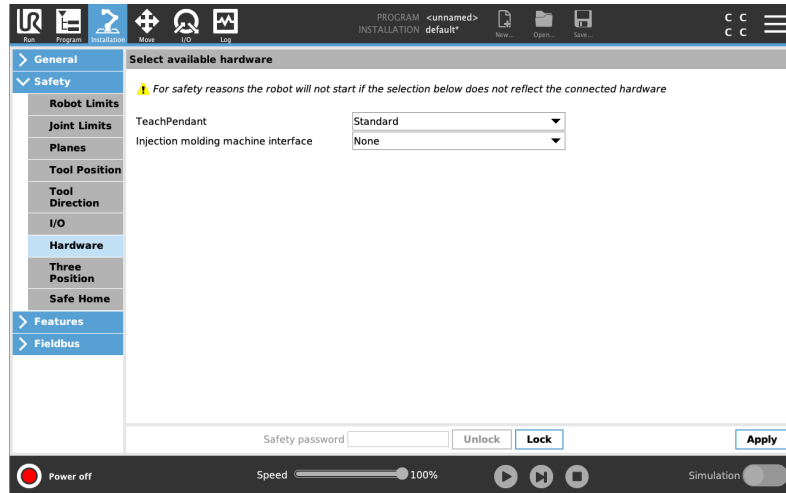 PROGRAM <unnamed>
INSTALLATION default*
Run Program Installation Move I/O Log New... Open... Save...
C C
C C
General
Select available hardware
Safety
For safety reasons the robot will not start if the selection below does not reflect the connected hardware
Robot Limits
Joint Limits
Planes
Tool Position
Tool
Direction
I/O
Hardware
Three
Position
Safe Home
Features
Fieldbus
TeachPendant Standard
Injection molding machine interface None
Safety password Unlock Lock Apply
Power off Speed 100% Simulation